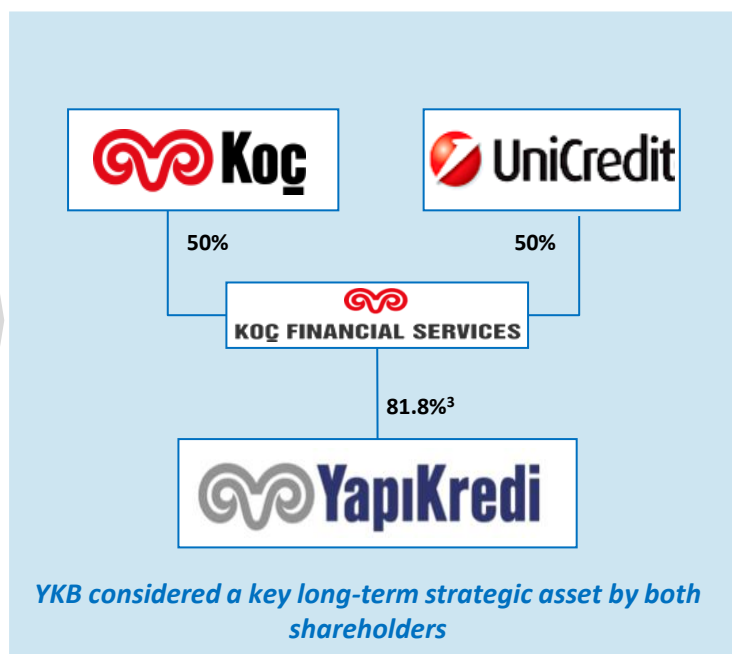 Koç
UniCredit
50%
50%
KOÇ FINANCIAL SERVICES
81.8%³
YapıKredi
YKB considered a key long-term strategic asset by both
shareholders